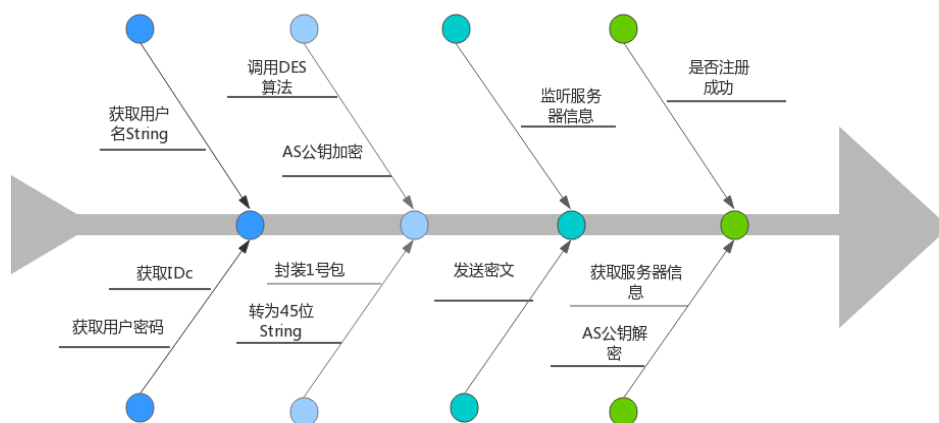 调用DES
算法
获取用户
名String
AS公钥加密
监听服务
器信息
是否注册
成功
获取IDc
获取用户密码
封装1号包
转为45位
String
发送密文
获取服务器信
息
AS公钥解
密